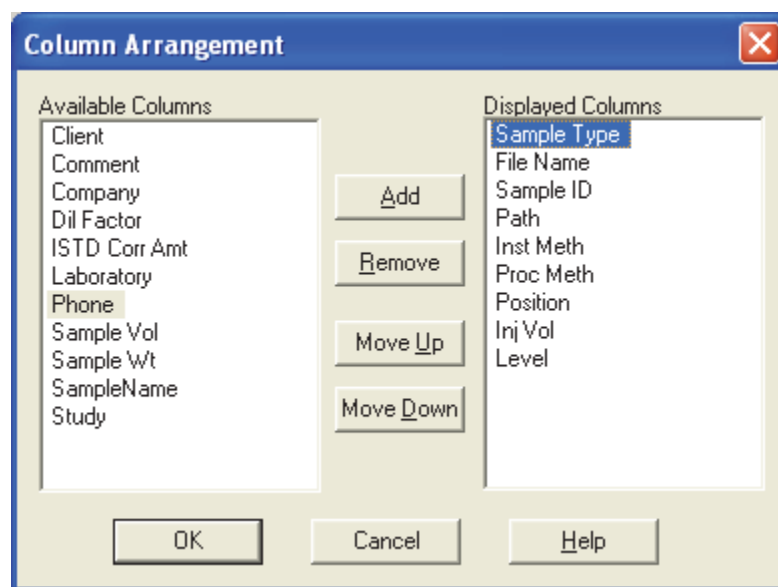 Column Arrangement
Available Columns
Client
Comment
Company
Dil Factor
ISTD Corr Amt
Laboratory
Phone
Sample Vol
Sample Wt
SampleName
Study
Add
Remove
Move Up
Move Down
Displayed Columns
Sample Type
File Name
Sample ID
Path
Inst Meth
Proc Meth
Position
Inj Vol
Level
OK
Cancel
Help